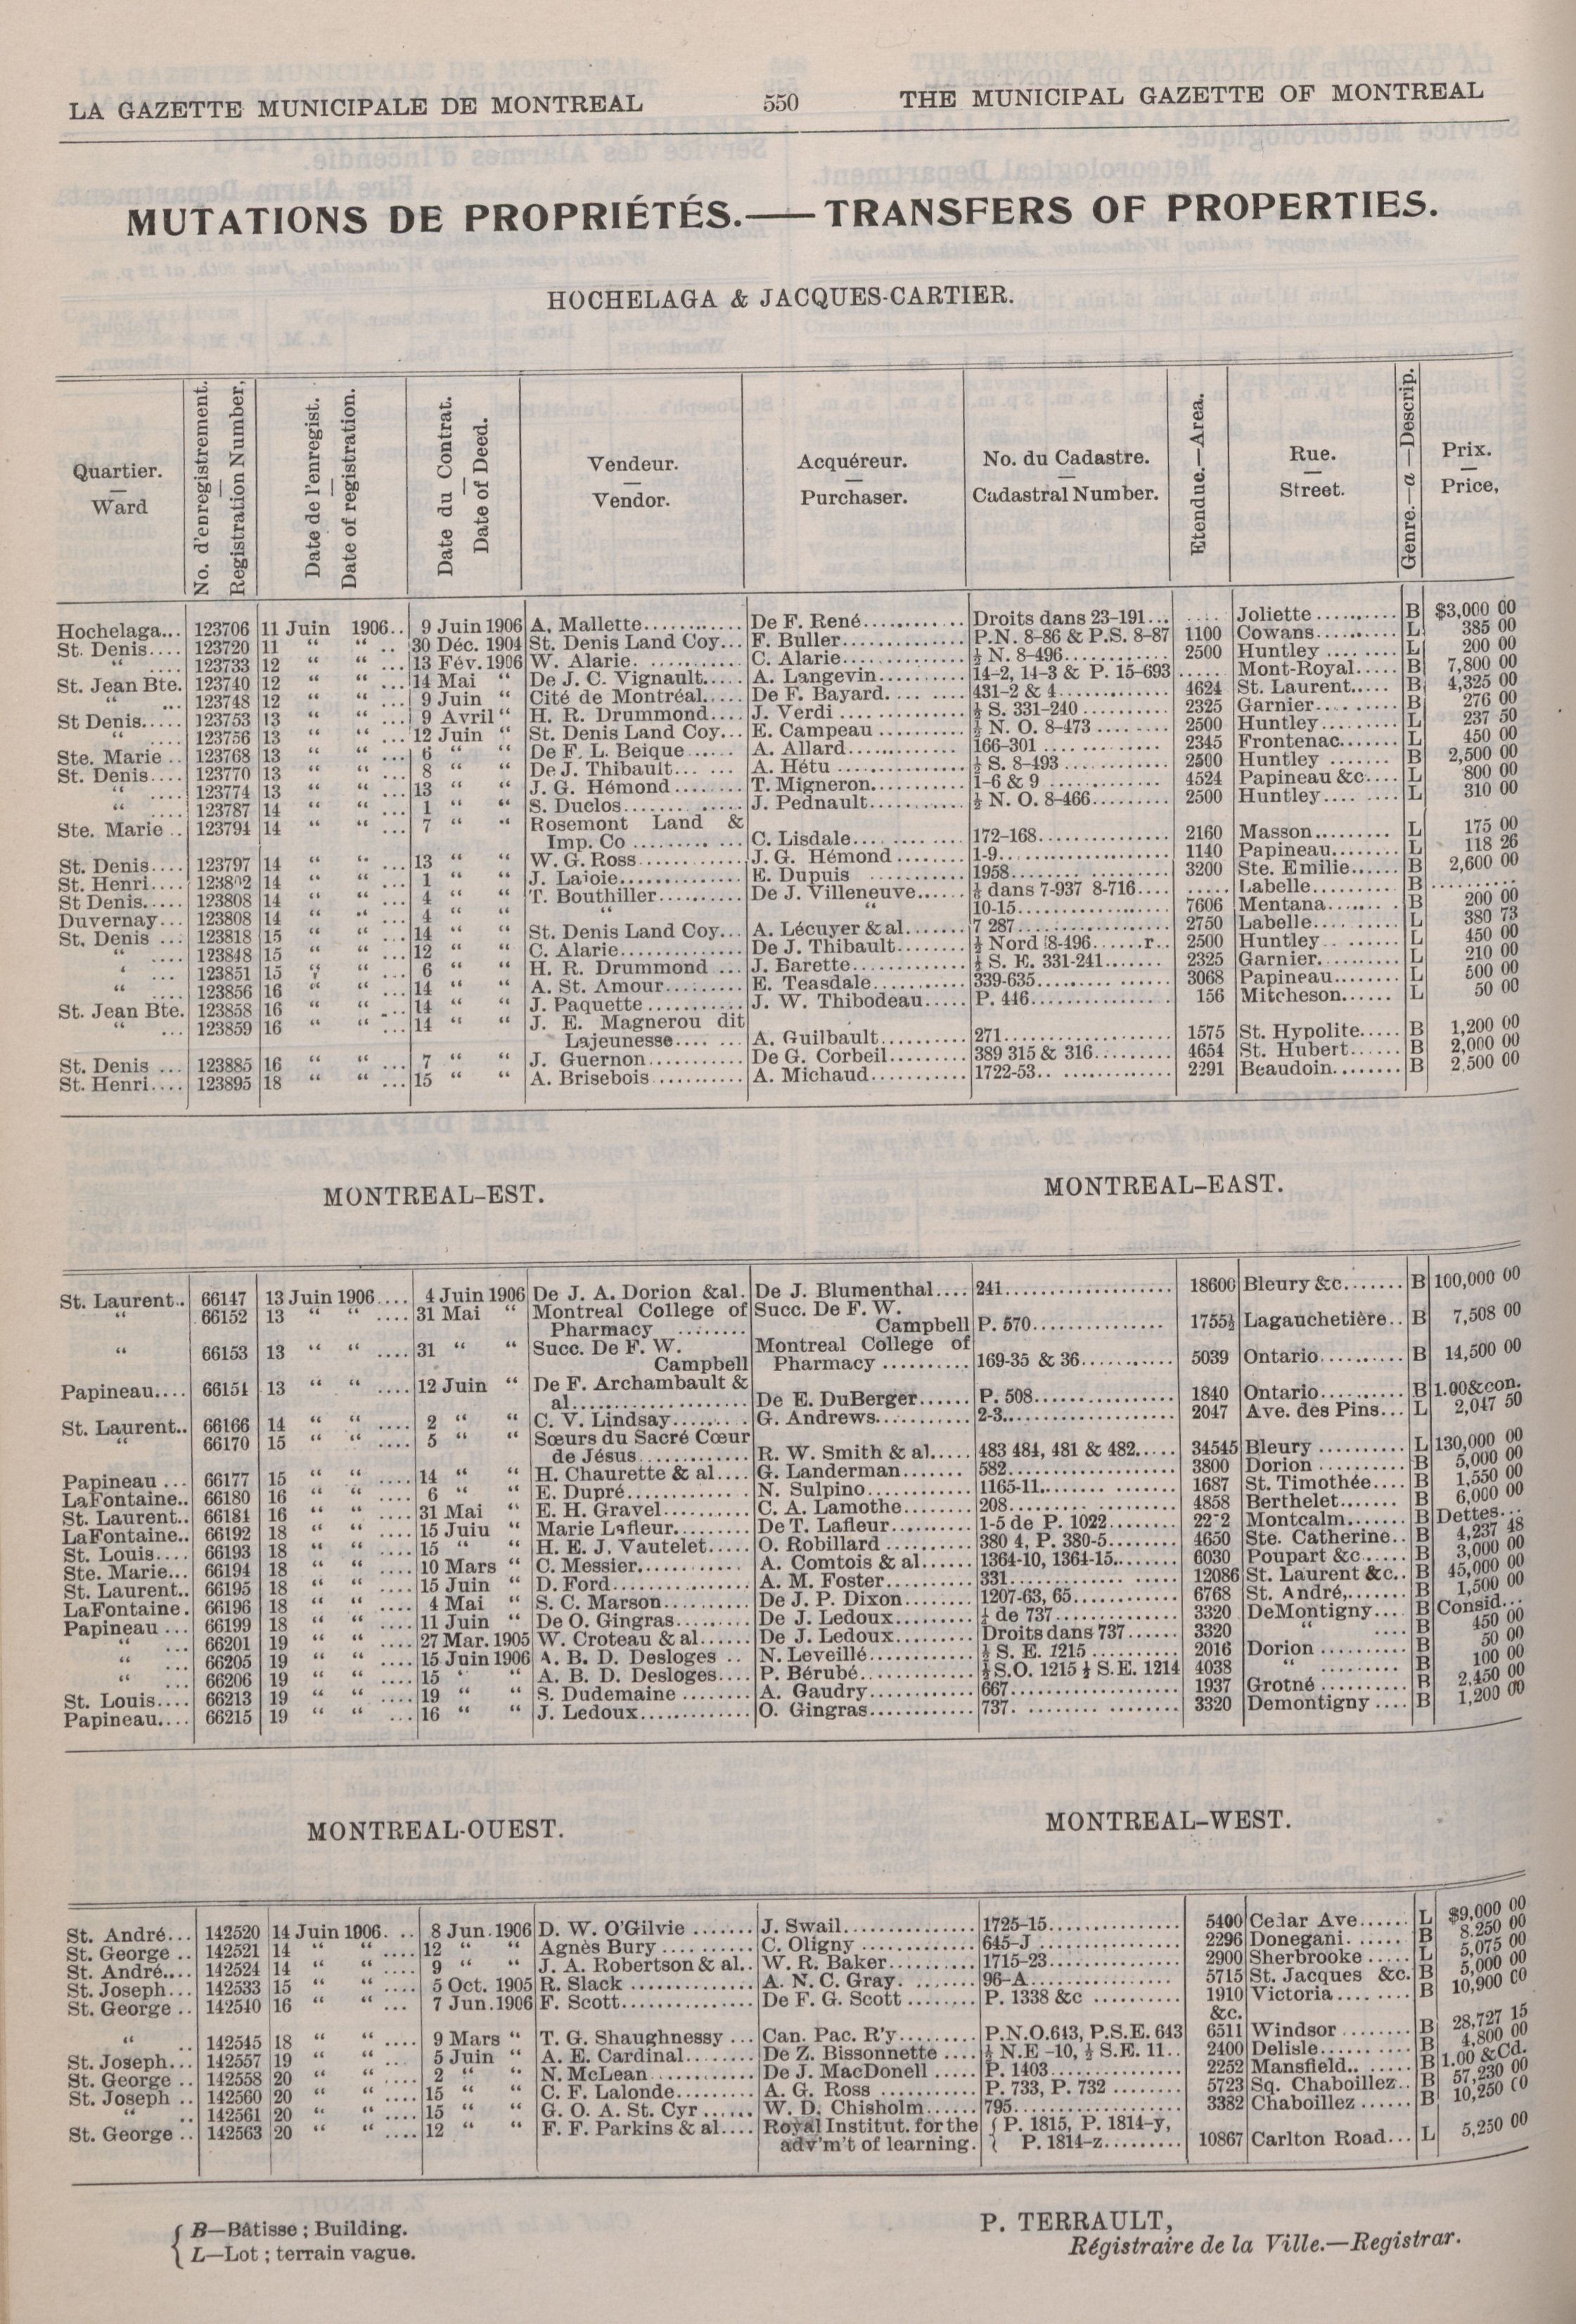 LA GAZETTE MUNICIPALE DE MONTREAL 550 THE MUNICIPAL GAZETTE OF MONTREAL
MUTATIONS DE PROPRIÉTÉS.—TRANSFERS OF PROPERTIES.
HOCHELAGA & JACQUES-CARTIER.
Quartier. — Ward | No. d'enregistrement. — Registration Number, | Date de l'enregist. — Date of registration. | Date du Contrat. — Date of Deed. | Vendeur. — Vendor. | Acquéreur. — Purchaser. | No. du Cadastre. — Cadastral Number. | Etendue.—Area. | Rue. — Street. | Genre.—a—Descrip. | Prix. — Price,
Hochelaga... 123706 11 Juin 1906.. 9 Juin 1906 A. Mallette............ De F. René............ Droits dans 23-191... .... Joliette.......... B $3,000 00
St. Denis.... 123720 11 “ “ .. 30 Déc. 1904 St. Denis Land Coy... F. Buller............ P.N. 8-86 & P.S. 8-87 1100 Cowans.......... L 385 00
“ .... 123733 12 “ “ ... 13 Fév. 1906 W. Alarie............ C. Alarie............ ½ N. 8-496............ 2500 Huntley ........ L 200 00
St. Jean Bte. 123740 12 “ “ ... 14 Mai “ De J. C. Vignault..... A. Langevin.......... 14-2, 14-3 & P. 15-693 ..... Mont-Royal..... B 7,800 00
“ ... 123748 12 “ “ ... 9 Juin “ Cité de Montréal..... De F. Bayard......... 431-2 & 4............ 4624 St. Laurent..... B 4,325 00
St Denis..... 123753 13 “ “ ... 9 Avril “ H. R. Drummond.... J. Verdi ............ ½ S. 331-240 .......... 2325 Garnier......... B 276 00
“ .... 123756 13 “ “ ... 12 Juin “ St. Denis Land Coy... E. Campeau .......... ½ N. O. 8-473 ........ 2500 Huntley......... L 237 50
Ste. Marie .. 123768 13 “ “ ... 6 “ “ De F. L. Beique ..... A. Allard............ 166-301 ............ 2345 Frontenac....... L 450 00
St. Denis.... 123770 13 “ “ ... 8 “ “ De J. Thibault... ... A. Hétu ............ ½ S. 8-493 ............ 2500 Huntley ....... B 2,500 00
“ .... 123774 13 “ “ ... 13 “ “ J. G. Hémond ........ T. Migneron.......... 1-6 & 9 ............ 4524 Papineau &c.... L 800 00
“ .... 123787 14 “ “ ... 1 “ “ S. Duclos............ J. Pednault.......... ½ N. O. 8-466......... 2500 Huntley.... .... L 310 00
Ste. Marie .. 123794 14 “ “ ... 7 “ “ Rosemont Land &
Imp. Co ......... ... C. Lisdale............ 172-168............... 2160 Masson......... L 175 00
St. Denis.... 123797 14 “ “ ... 13 “ “ W. G. Ross........... J. G. Hémond ........ 1-9.................. 1140 Papineau........ L 118 26
St. Henri.... 123802 14 “ “ ... 1 “ “ J. Lajoie............ E. Dupuis .......... 1958................ 3200 Ste. Emilie...... B 2,600 00
St Denis..... 123808 14 “ “ ... 4 “ “ T. Bouthiller.......... De J. Villeneuve...... ½ dans 7-937 8-716.... ..... Labelle.......... B ..........
Duvernay... 123808 14 “ “ ... 4 “ “ “ “ 10-15................ 7606 Mentana........ B 200 00
St. Denis ... 123818 15 “ “ ... 14 “ “ St. Denis Land Coy... A. Lécuyer & al...... 7 287................ 2750 Labelle.......... L 380 73
“ .... 123848 15 “ “ ... 12 “ “ C. Alarie............ De J. Thibault........ ½ Nord 8-496......r.. 2500 Huntley......... L 450 00
“ ... 123851 15 “ “ ... 6 “ “ H. R. Drummond ... J. Barette............ ½ S. E. 331-241....... 2325 Garnier.......... L 210 00
“ .... 123856 16 “ “ ... 14 “ “ A. St. Amour......... E. Teasdale.......... 339-635.............. 3068 Papineau........ L 500 00
St. Jean Bte. 123858 16 “ “ ... 14 “ “ J. Paquette .......... J. W. Thibodeau..... P. 446............... 156 Mitcheson...... L 50 00
“ ... 123859 16 “ “ ... 14 “ “ J. E. Magnerou dit
Lajeunesse.... ... A. Guilbault.......... 271.................. 1575 St. Hypolite..... B 1,200 00
St. Denis ... 123885 16 “ “ ... 7 “ “ J. Guernon........... De G. Corbeil......... 389 315 & 316......... 4654 St. Hubert...... B 2,000 00
St. Henri.... 123895 18 “ “ ... 15 “ “ A. Brisebois........... A. Michaud........... 1722-53.. ............. 2291 Beaudoin........ B 2,500 00
MONTREAL-EST. MONTREAL-EAST.
St. Laurent.. 66147 13 Juin 1906.... 4 Juin 1906 De J. A. Dorion &al. De J. Blumenthal.... 241.................. 18600 Bleury &c....... B 100,000 00
“ 66152 13 “ “ .... 31 Mai “ Montreal College of Succ. De F. W.
Pharmacy ........ Campbell P. 570............... 1755½ Lagauchetière.. B 7,508 00
“ 66153 13 “ “ .... 31 “ “ Succ. De F. W. Montreal College of
Campbell Pharmacy .......... 169-35 & 36........... 5039 Ontario.......... B 14,500 00
Papineau.... 66154 13 “ “ .... 12 Juin “ De F. Archambault &
al.................... De E. DuBerger...... P. 508............... 1840 Ontario.......... B 1.00&con.
St. Laurent.. 66166 14 “ “ .... 2 “ “ C. V. Lindsay......... G. Andrews........... 2-3................... 2047 Ave. des Pins... L 2,047 50
“ 66170 15 “ “ .... 5 “ “ Sœurs du Sacré Cœur
de Jésus............ R. W. Smith & al..... 483 484, 481 & 482..... 34545 Bleury .......... L 130,000 00
Papineau ... 66177 15 “ “ .... 14 “ “ H. Chaurette & al.... G. Landerman....... 582.................. 3800 Dorion .......... B 5,000 00
LaFontaine.. 66180 16 “ “ .... 6 “ “ E. Dupré............. N. Sulpino........... 1165-11............... 1687 St. Timothée.... B 1,550 00
St. Laurent.. 66181 16 “ “ .... 31 Mai “ E. H. Gravel.......... C. A. Lamothe........ 208.................. 4858 Berthelet....... B 6,000 00
LaFontaine.. 66192 18 “ “ .... 15 Juiu “ Marie Lafleur......... De T. Lafleur.......... 1-5 de P. 1022........ 22-2 Montcalm....... B Dettes...
St. Louis.... 66193 18 “ “ .... 15 “ “ H. E. J. Vautelet..... O. Robillard .......... 380 4, P. 380-5........ 4650 Ste. Catherine.. B 4,237 48
Ste. Marie... 66194 18 “ “ .... 10 Mars “ C. Messier............ A. Comtois & al...... 1364-10, 1364-15....... 6030 Poupart &c..... B 3,000 00
St. Laurent.. 66195 18 “ “ .... 15 Juin “ D. Ford............... A. M. Foster.......... 331.................. 12086 St. Laurent &c.. B 45,000 00
LaFontaine. 66196 18 “ “ .... 4 Mai “ S. C. Marson.......... De J. P. Dixon........ 1207-63, 65............ 6768 St. André,....... B 1,500 00
Papineau ... 66199 18 “ “ .... 11 Juin “ De O. Gingras......... De J. Ledoux......... ¼ de 737............. 3320 DeMontigny.... B Consid...
“ ... 66201 19 “ “ .... 27 Mar. 1905 W. Croteau & al...... De J. Ledoux......... Droits dans 737...... 3320 “ .... B 450 00
“ ... 66205 19 “ “ .... 15 Juin 1906 A. B. D. Desloges .. N. Leveillé........... ½ S. E. 1215 .......... 2016 Dorion .......... B 50 00
“ ... 66206 19 “ “ .... 15 “ “ A. B. D. Desloges.... P. Bérubé............ ½ S.O. 1215 ½ S.E. 1214 4038 “ ......... B 100 00
St. Louis.... 66213 19 “ “ .... 19 “ “ S. Dudemaine ........ A. Gaudry............ 667.................. 1937 Grotné .......... B 2,450 00
Papineau.... 66215 19 “ “ ... 16 “ “ J. Ledoux............. O. Gingras............ 737. ........ ........ 3320 Demontigny .... B 1,200 00
MONTREAL-OUEST. MONTREAL-WEST.
St. André... 142520 14 Juin 1906. .. 8 Jun. 1906 D. W. O'Gilvie ....... J. Swail.............. 1725-15............... 5400 Cedar Ave...... L $9,000 00
St. George .. 142521 14 “ “ .... 12 “ “ Agnès Bury .......... C. Oligny ............ 645-J ............... 2296 Donegani....... B 8.250 00
St. André.... 142524 14 “ “ .... 9 “ “ J. A. Robertson & al.. W. R. Baker.......... 1715-23............... 2900 Sherbrooke ..... L 5,075 00
St. Joseph... 142533 15 “ “ .... 5 Oct. 1905 R. Slack ............. A. N. C. Gray. ....... 96-A................ 5715 St. Jacques &c. B 5,000 00
St. George .. 142540 16 “ “ ... 7 Jun. 1906 F. Scott............... De F. G. Scott ....... P. 1338 &c .......... 1910 Victoria........ B 10,900 00
&c.
“ .. 142545 18 “ “ .... 9 Mars “ T. G. Shaughnessy ... Can. Pac. R'y......... P.N.O.643, P.S.E. 643 6511 Windsor ........ B 28,727 15
St. Joseph... 142557 19 “ “ ... 5 Juin “ A. E. Cardinal........ De Z. Bissonnette .... ½ N.E -10, ½ S.E. 11.. 2400 Delisle.......... B 4,800 00
St. George .. 142558 20 “ “ .... 2 “ “ N. McLean ........... De J. MacDonell ..... P. 1403.............. 2252 Mansfield.. ..... B 1.00 &Cd.
St. Joseph .. 142560 20 “ “ .... 15 “ “ C. F. Lalonde......... A. G. Ross ........... P. 733, P. 732 ........ 5723 Sq. Chaboillez.. B 57,230 00
“ .. 142561 20 “ “ .... 15 “ “ G. O. A. St. Cyr ...... W. D. Chisholm...... 795.................. 3382 Chaboillez ...... B 10,250 00
St. George .. 142563 20 “ “ .... 12 “ “ F. F. Parkins & al.... Royal Institut. for the { P. 1815, P. 1814-y,
adv'm't of learning. P. 1814-z......... 10867 Carlton Road... L 5,250 00
B—Bâtisse ; Building.
L—Lot ; terrain vague.
P. TERRAULT,
Régistraire de la Ville.—Registrar.